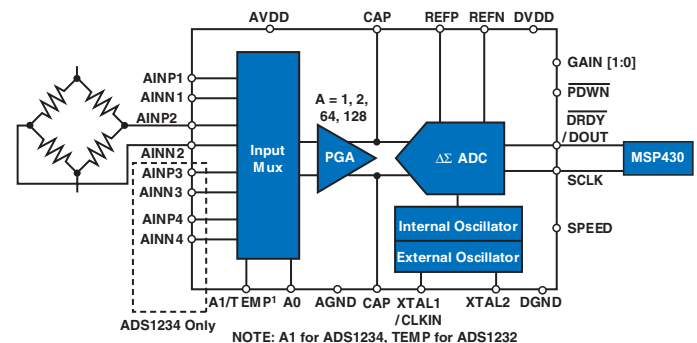 AVDD
CAP
REFP
REFN
DVDD
GAIN [1:0]
PDWN
DRDY
/DOUT
MSP430
SCLK
SPEED
AINP1
AINN1
AINP2
AINN2
AINP3
AINN3
AINP4
AINN4
Input
Mux
A = 1, 2,
64, 128
PGA
ΔΣ ADC
Internal Oscillator
External Oscillator
A1/TEMP¹
A0
AGND
CAP
XTAL1
/CLKIN
XTAL2
DGND
ADS1234 Only
NOTE: A1 for ADS1234, TEMP for ADS1232